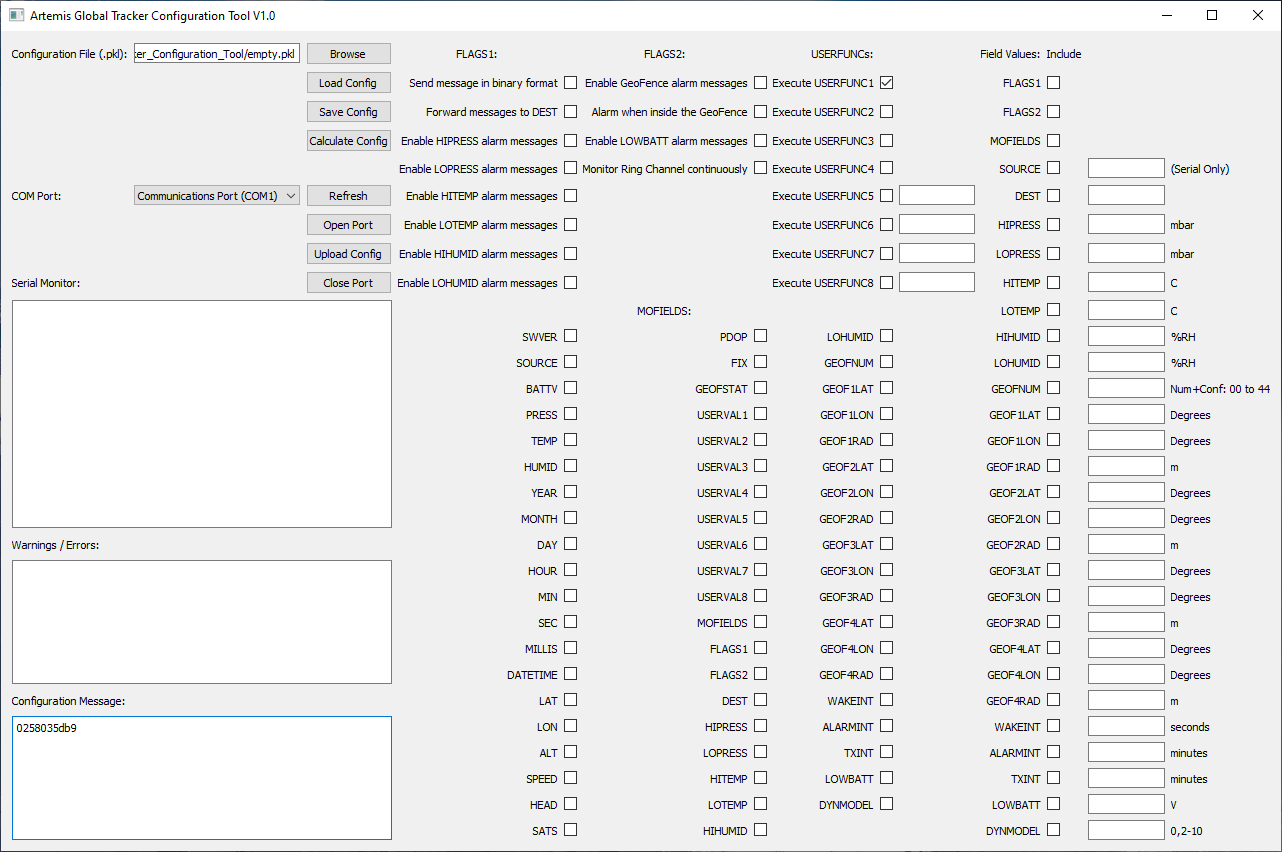 Artemis Global Tracker Configuration Tool V1.0
Configuration File (.pkl): ter_Configuration_Tool/empty.pkl Browse FLAGS1: FLAGS2: USERFUNCs: Field Values: Include
Load Config Send message in binary format Enable GeoFence alarm messages Execute USERFUNC1 FLAGS1
Save Config Forward messages to DEST Alarm when inside the GeoFence Execute USERFUNC2 FLAGS2
Calculate Config Enable HIPRESS alarm messages Enable LOWBATT alarm messages Execute USERFUNC3 MOFIELDS
Enable LOPRESS alarm messages Monitor Ring Channel continuously Execute USERFUNC4 SOURCE (Serial Only)
COM Port: Communications Port (COM1) Refresh Enable HITEMP alarm messages Execute USERFUNC5 DEST
Open Port Enable LOTEMP alarm messages Execute USERFUNC6 HIPRESS mbar
Upload Config Enable HIHUMID alarm messages Execute USERFUNC7 LOPRESS mbar
Serial Monitor: Close Port Enable LOHUMID alarm messages Execute USERFUNC8 HITEMP C
MOFIELDS: LOTEMP C
SWVER PDOP LOHUMID HIHUMID %RH
SOURCE FIX GEOFNUM LOHUMID %RH
BATTV GEOFSTAT GEOF1LAT GEOFNUM Num+Conf: 00 to 44
PRESS USERVAL1 GEOF1LON GEOF1LAT Degrees
TEMP USERVAL2 GEOF1RAD GEOF1LON Degrees
HUMID USERVAL3 GEOF2LAT GEOF1RAD m
YEAR USERVAL4 GEOF2LON GEOF2LAT Degrees
MONTH USERVAL5 GEOF2RAD GEOF2LON Degrees
Warnings / Errors: DAY USERVAL6 GEOF3LAT GEOF2RAD m
HOUR USERVAL7 GEOF3LON GEOF3LAT Degrees
MIN USERVAL8 GEOF3RAD GEOF3LON Degrees
SEC MOFIELDS GEOF4LAT GEOF3RAD m
MILLIS FLAGS1 GEOF4LON GEOF4LAT Degrees
DATETIME FLAGS2 GEOF4RAD GEOF4LON Degrees
Configuration Message: LAT DEST WAKEINT GEOF4RAD m
0258035db9 LON HIPRESS ALARMINT WAKEINT seconds
ALT LOPRESS TXINT ALARMINT minutes
SPEED HITEMP LOWBATT TXINT minutes
HEAD LOTEMP DYNMODEL LOWBATT V
SATS HIHUMID DYNMODEL 0,2-10